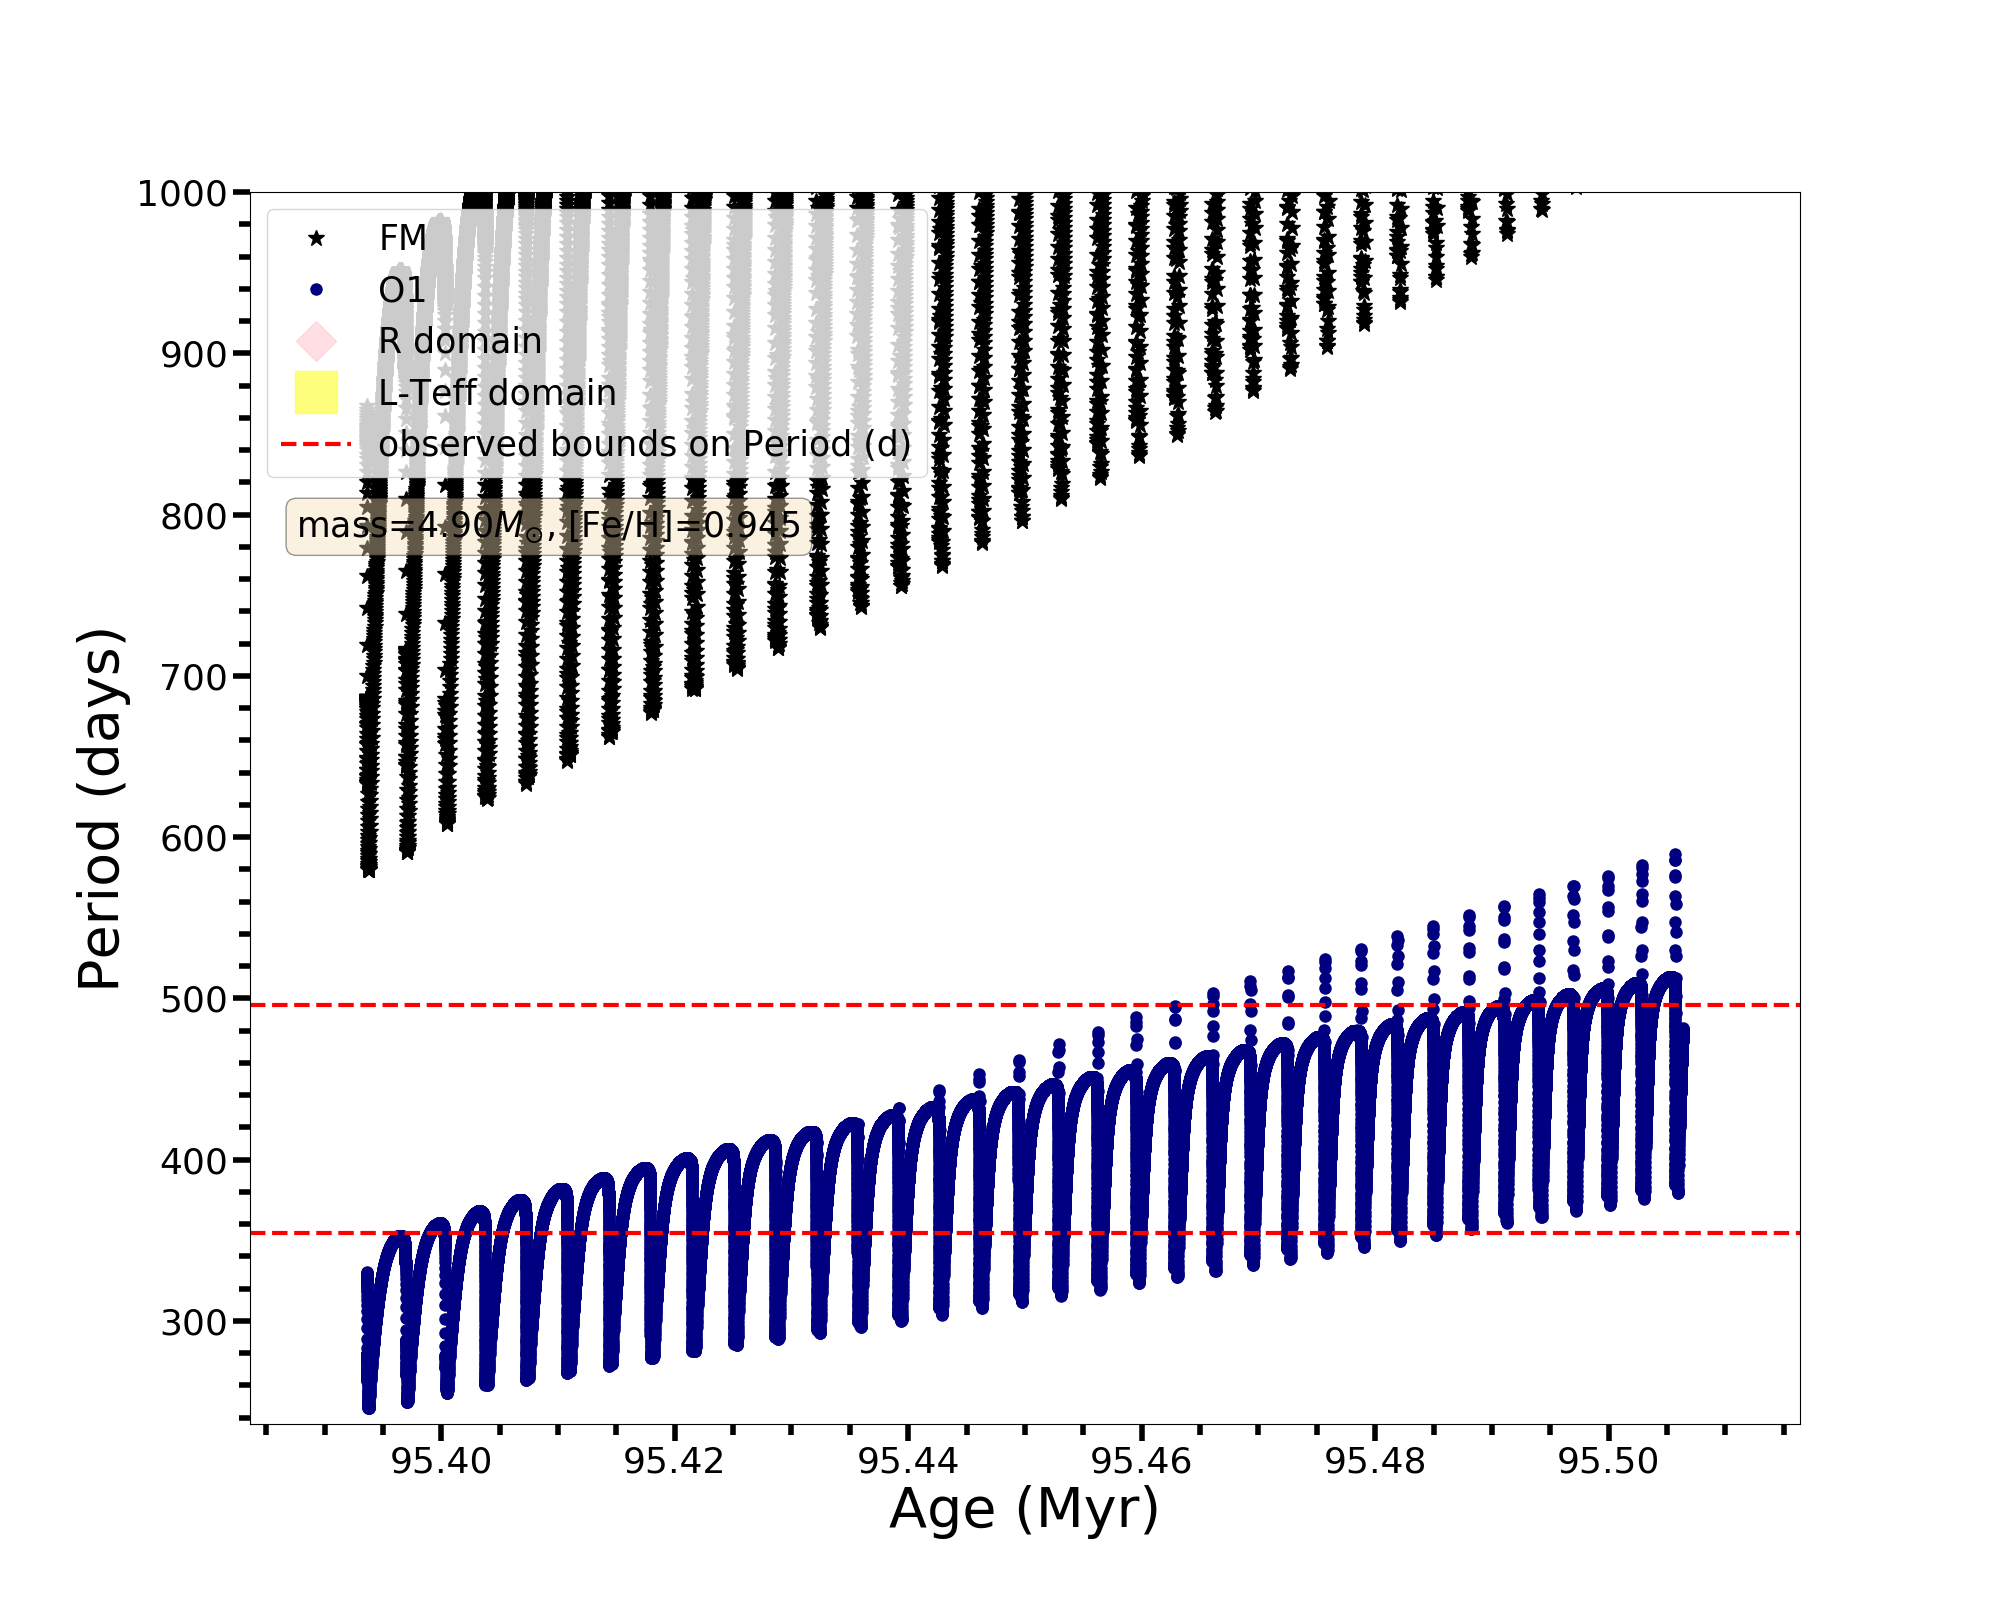 1000
900
800
700
600
500
400
300
Period (days)
FM
O1
R domain
L-Teff domain
observed bounds on Period (d)
mass=4.90M⊙, [Fe/H]=0.945
95.40 95.42 95.44 95.46 95.48 95.50
Age (Myr)